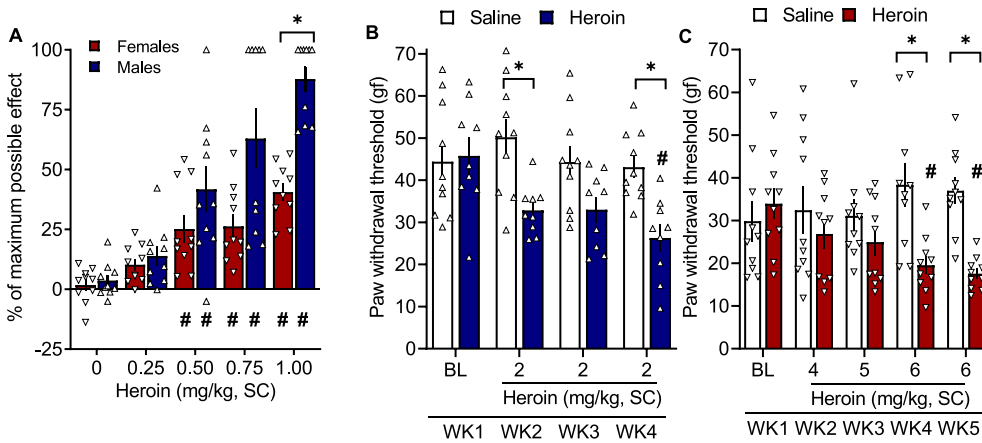 A
% of maximum possible effect
100
75
50
25
0
-25
Females
Males
*
# # # # # #
0 0.25 0.50 0.75 1.00
Heroin (mg/kg, SC)
B
Saline Heroin
Paw withdrawal threshold (gf)
70
60
50
40
30
20
10
0
* *
#
BL 2 2 2
Heroin (mg/kg, SC)
WK1 WK2 WK3 WK4
C
Saline Heroin
Paw withdrawal threshold (gf)
70
60
50
40
30
20
10
0
* *
# #
BL 4 5 6 6
Heroin (mg/kg, SC)
WK1 WK2 WK3 WK4 WK5